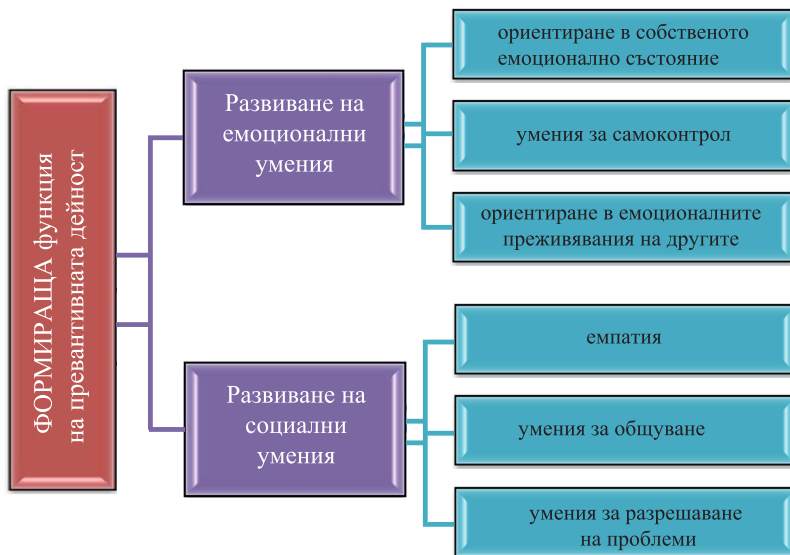 ФОРМИРАЩА функция
на превантивната дейност
Развиване на
емоционални
умения
ориентиране в собственото
емоционално състояние
умения за самоконтрол
ориентиране в емоционалните
преживявания на другите
Развиване на
социални
умения
емпатия
умения за общуване
умения за разрешаване
на проблеми